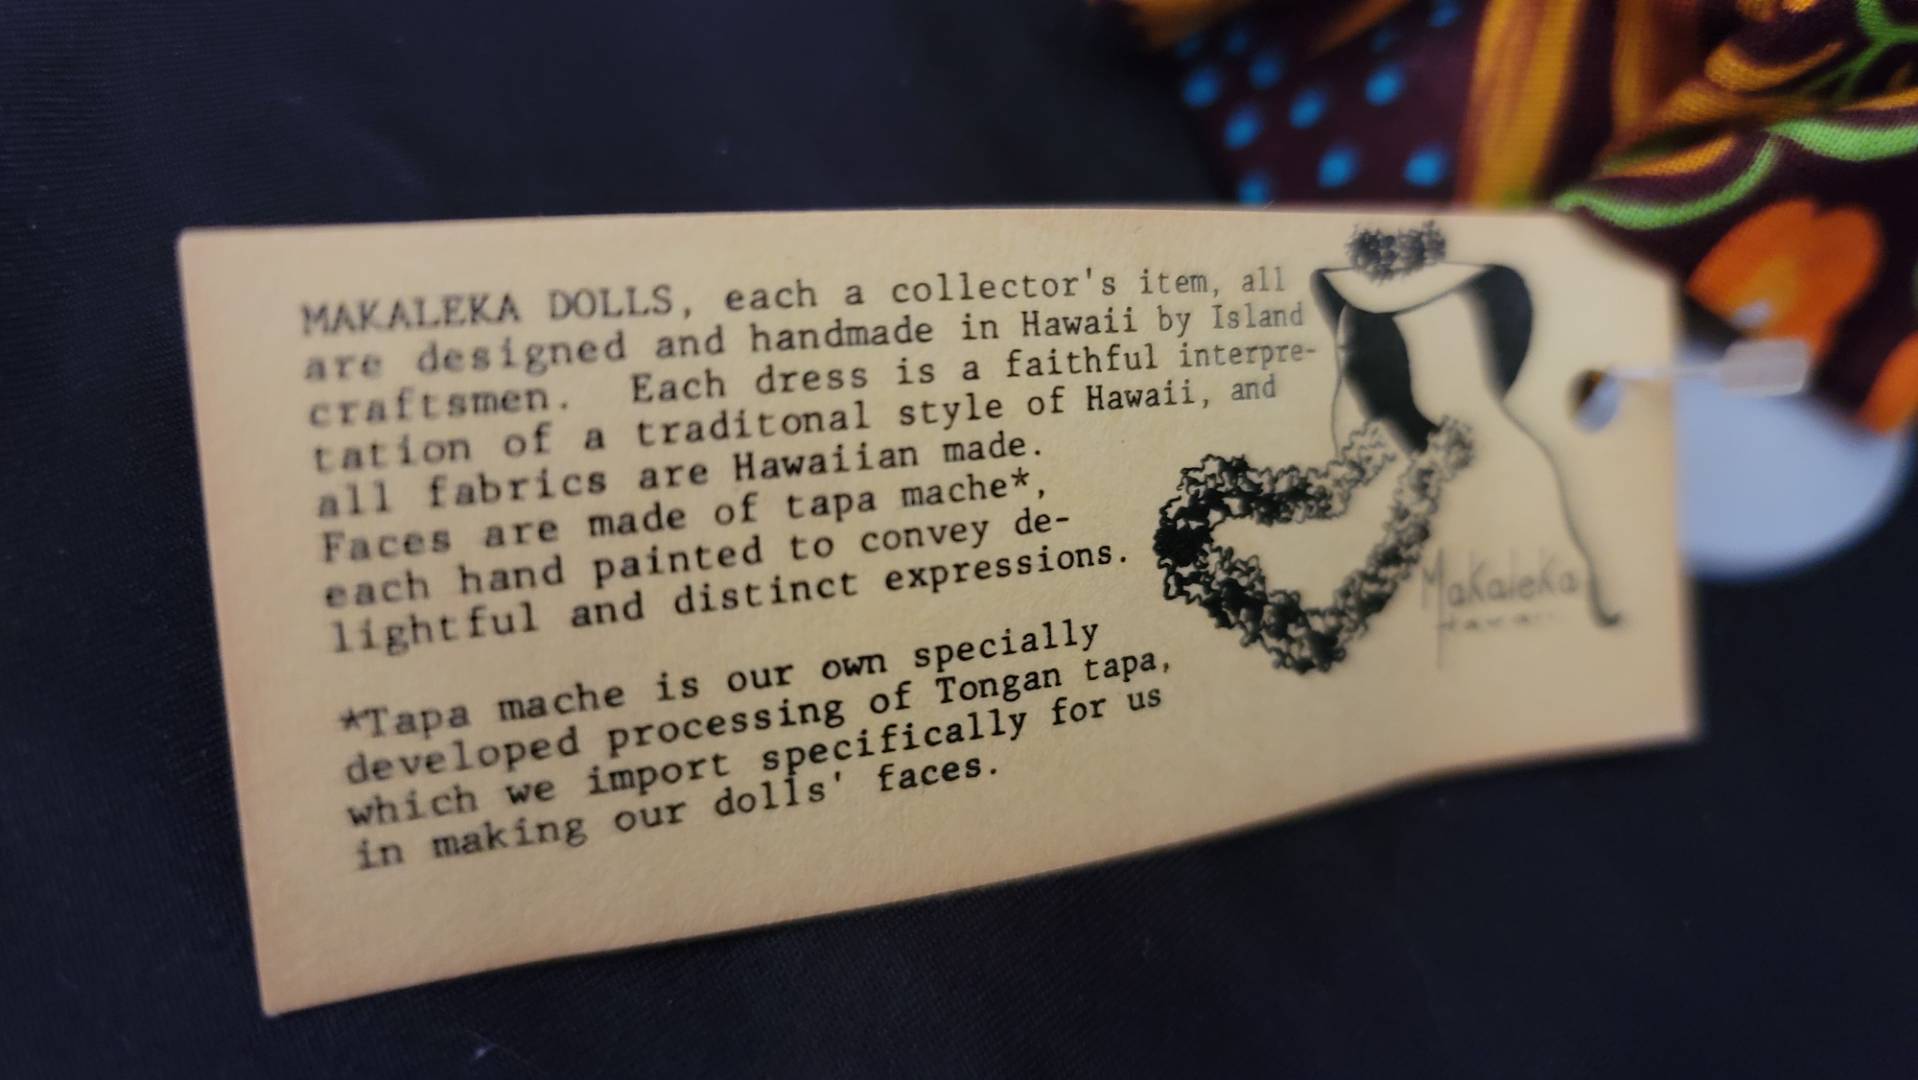 MAKALEKA DOLLS, each a collector's item, all
are designed and handmade in Hawaii by Island
craftsmen. Each dress is a faithful interpre-
tation of a traditonal style of Hawaii, and
all fabrics are Hawaiian made.
Faces are made of tapa mache*,
each hand painted to convey de-
lightful and distinct expressions.
*Tapa mache is our own specially
developed processing of Tongan tapa,
which we import specifically for us
in making our dolls' faces.
Makaleka
Hawaii